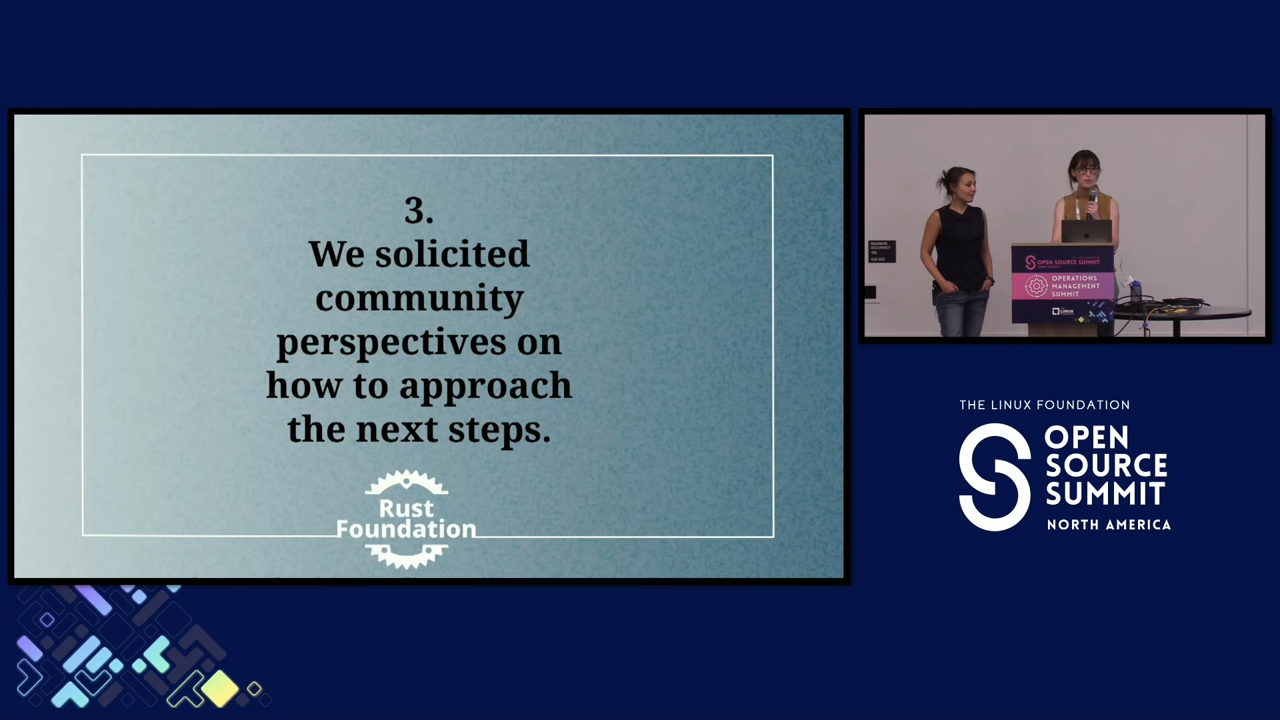 3.
We solicited
community
perspectives on
how to approach
the next steps.
Rust
Foundation
OPEN SOURCE SUMMIT
OPERATIONS
MANAGEMENT
SUMMIT
THE LINUX FOUNDATION
OPEN
SOURCE
SUMMIT
NORTH AMERICA